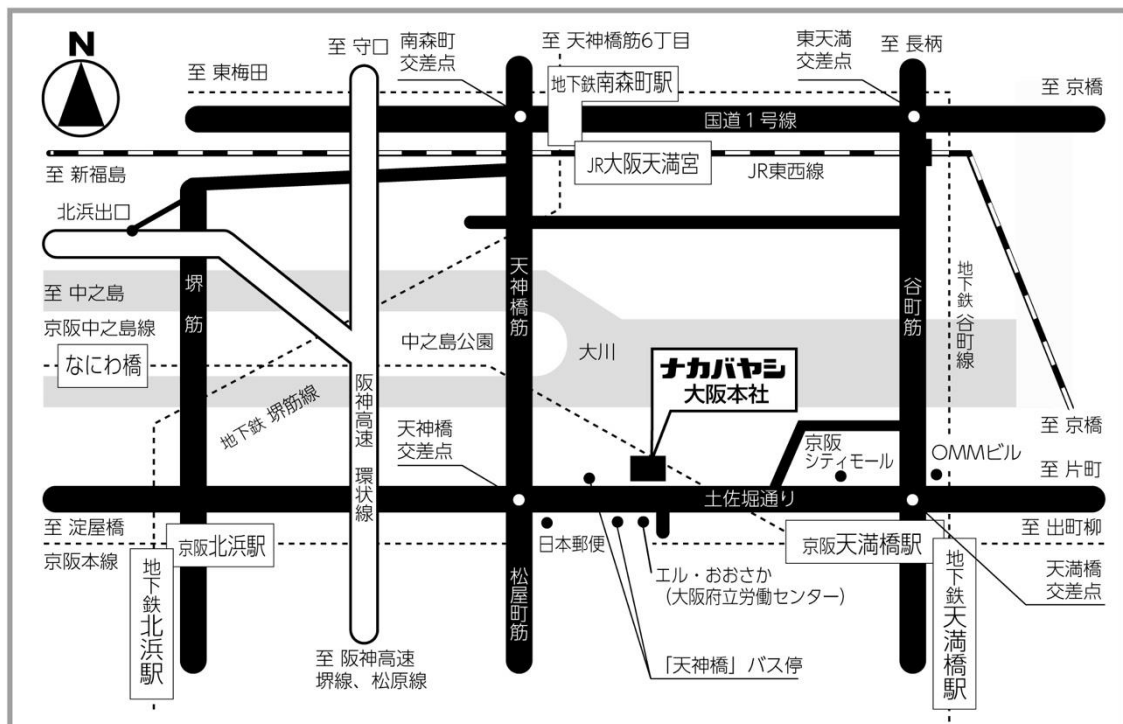 N
至 守口
南森町
交差点
至 天神橋筋6丁目
東天満
交差点
至 長柄
至 東梅田
地下鉄南森町駅
至 京橋
国道1号線
至 新福島
JR大阪天満宮
JR東西線
北浜出口
堺筋
天神橋筋
谷町筋
地下鉄 谷町線
至 中之島
京阪中之島線
なにわ橋
中之島公園
大川
ナカバヤシ
大阪本社
地下鉄 堺筋線
阪神高速 環状線
天神橋
交差点
京阪
シティモール
OMMビル
至 京橋
至 片町
土佐堀通り
至 淀屋橋
京阪本線
京阪北浜駅
日本郵便
京阪天満橋駅
至 出町柳
地下鉄北浜駅
松屋町筋
エル・おおさか
（大阪府立労働センター）
天満橋
交差点
地下鉄天満橋駅
至 阪神高速
堺線、松原線
「天神橋」バス停